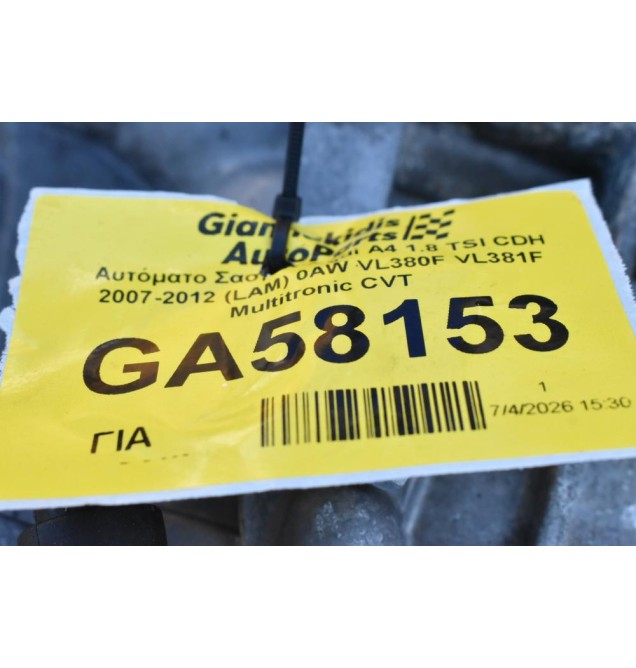 Giannakidis
AutoParts
Αυτόματο A4 1.8 TSI CDH
2007-2012 (LAM) 0AW VL380F VL381F
Multitronic CVT
GA58153
1
ΓΙΑ
7/4/2026 15:30